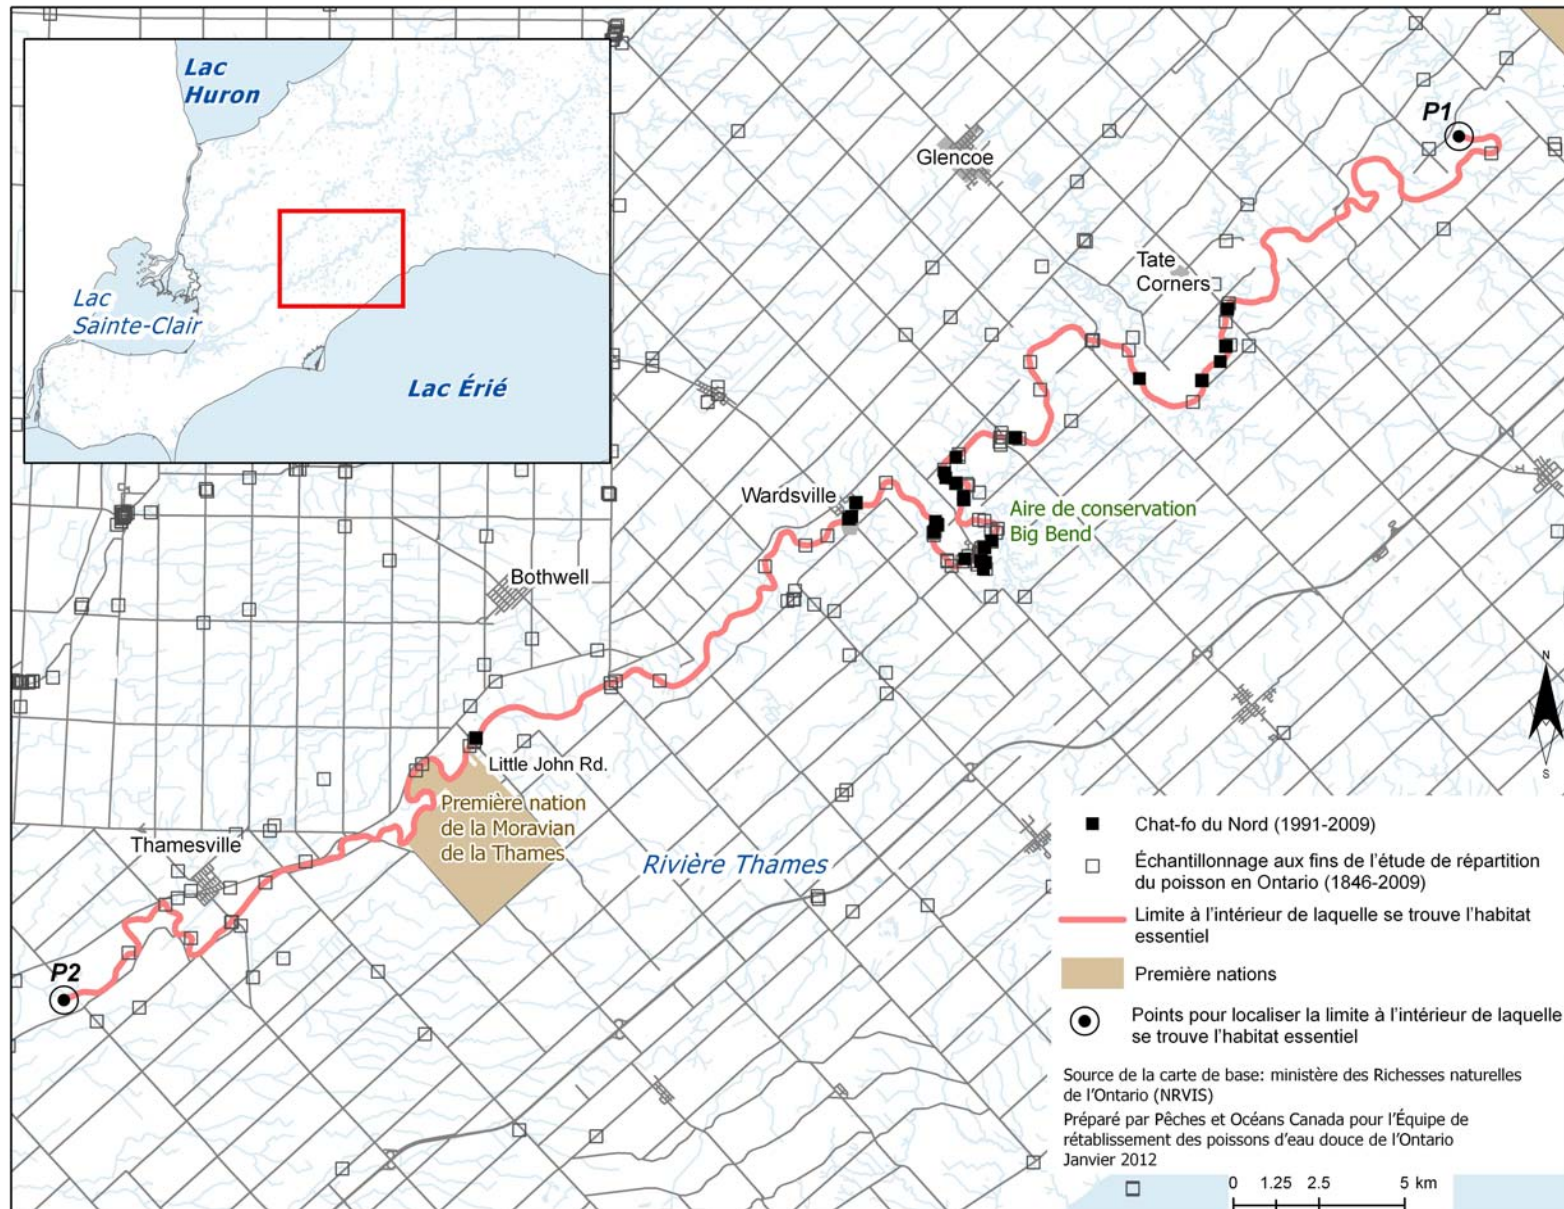 Lac
Huron
Lac
Sainte-Clair
Lac Érié
P1
Glencoe
Tate
Corners
Wardsville
Aire de conservation
Big Bend
Bothwell
Little John Rd.
Première nation
de la Moravian
de la Thames
Thamesville
Rivière Thames
P2
N
S
Chat-fo du Nord (1991-2009)
Échantillonnage aux fins de l'étude de répartition
du poisson en Ontario (1846-2009)
Limite à l'intérieur de laquelle se trouve l'habitat
essentiel
Première nations
Points pour localiser la limite à l'intérieur de laquelle
se trouve l'habitat essentiel
Source de la carte de base: ministère des Richesses naturelles
de l'Ontario (NRVIS)
Préparé par Pêches et Océans Canada pour l'Équipe de
rétablissement des poissons d'eau douce de l'Ontario
Janvier 2012
0 1.25 2.5 5 km